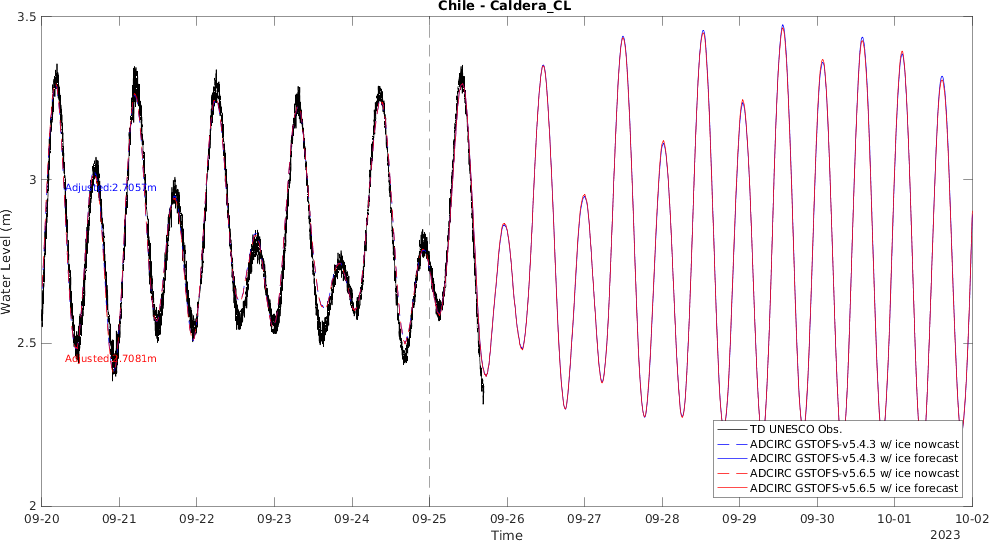 Chile - Caldera_CL
3.5
3
2.5
2
Water Level (m)
Adjusted:2.7057m
Adjusted:2.7081m
TD UNESCO Obs.
ADCIRC GSTOFS-v5.4.3 w/ ice nowcast
ADCIRC GSTOFS-v5.4.3 w/ ice forecast
ADCIRC GSTOFS-v5.6.5 w/ ice nowcast
ADCIRC GSTOFS-v5.6.5 w/ ice forecast
09-20 09-21 09-22 09-23 09-24 09-25 09-26 09-27 09-28 09-29 09-30 10-01 10-02
Time
2023